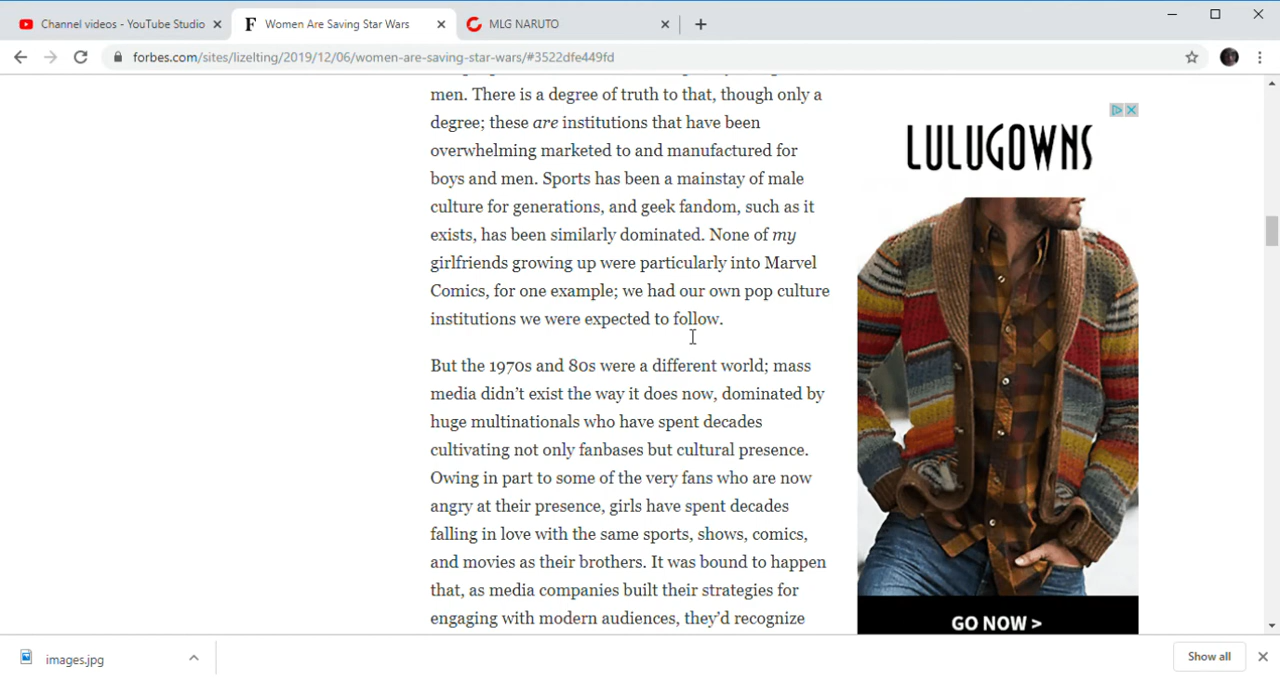 Channel videos - YouTube Studio
Women Are Saving Star Wars
MLG NARUTO
forbes.com/sites/lizelting/2019/12/06/women-are-saving-star-wars/#3522dfe449fd
men. There is a degree of truth to that, though only a
degree; these are institutions that have been
overwhelming marketed to and manufactured for
boys and men. Sports has been a mainstay of male
culture for generations, and geek fandom, such as it
exists, has been similarly dominated. None of my
girlfriends growing up were particularly into Marvel
Comics, for one example; we had our own pop culture
institutions we were expected to follow.
But the 1970s and 80s were a different world; mass
media didn't exist the way it does now, dominated by
huge multinationals who have spent decades
cultivating not only fanbases but cultural presence.
Owing in part to some of the very fans who are now
angry at their presence, girls have spent decades
falling in love with the same sports, shows, comics,
and movies as their brothers. It was bound to happen
that, as media companies built their strategies for
engaging with modern audiences, they'd recognize
LULUGOWNS
GO NOW >
images.jpg
Show all